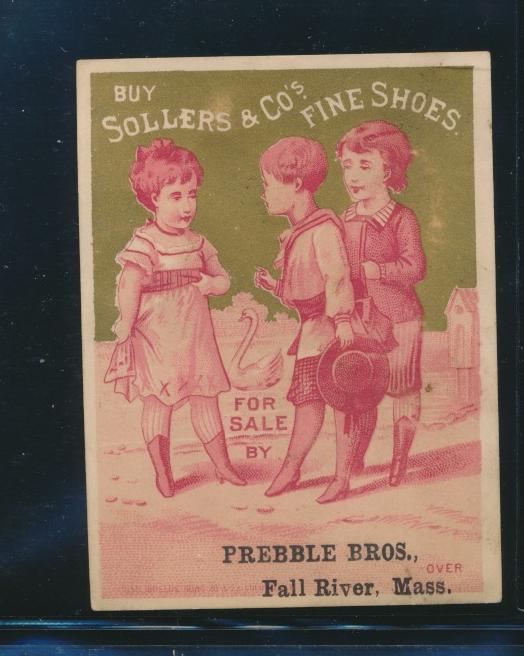 BUY
SOLLERS & CO'S. FINE SHOES.
FOR
SALE
BY
PREBBLE BROS.,
OVER
Fall River, Mass.